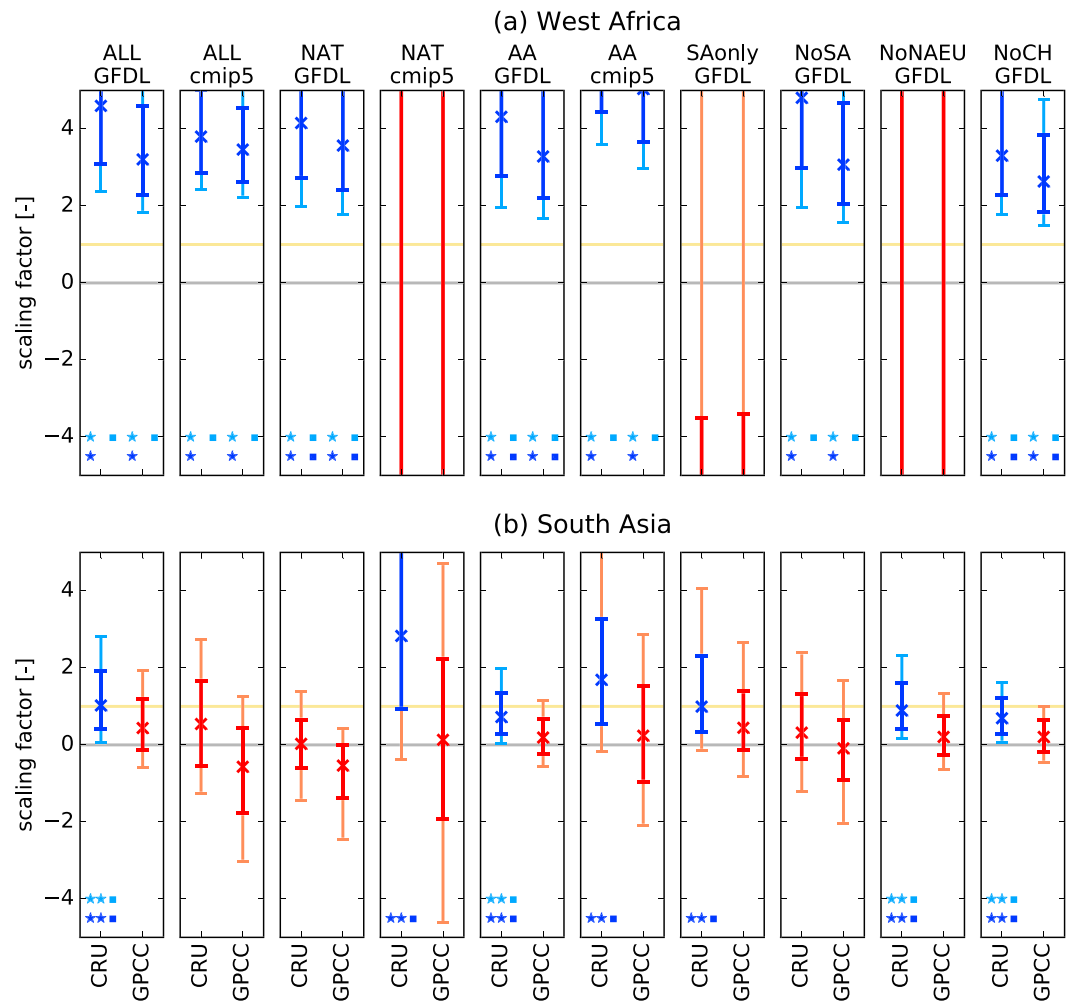 (a) West Africa
ALL GFDL
ALL cmip5
NAT GFDL
NAT cmip5
AA GFDL
AA cmip5
SAonly GFDL
NoSA GFDL
NoNAEU GFDL
NoCH GFDL
scaling factor [-]
4
2
0
−2
−4
(b) South Asia
scaling factor [-]
4
2
0
−2
−4
CRU GPCC CRU GPCC CRU GPCC CRU GPCC CRU GPCC CRU GPCC CRU GPCC CRU GPCC CRU GPCC CRU GPCC